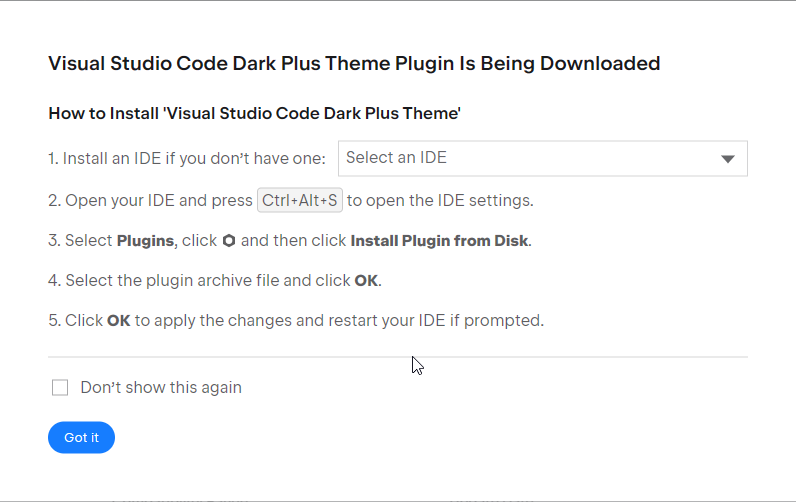 Visual Studio Code Dark Plus Theme Plugin Is Being Downloaded
How to Install 'Visual Studio Code Dark Plus Theme'
1. Install an IDE if you don’t have one: Select an IDE
2. Open your IDE and press Ctrl+Alt+S to open the IDE settings.
3. Select Plugins, click and then click Install Plugin from Disk.
4. Select the plugin archive file and click OK.
5. Click OK to apply the changes and restart your IDE if prompted.
Don’t show this again
Got it